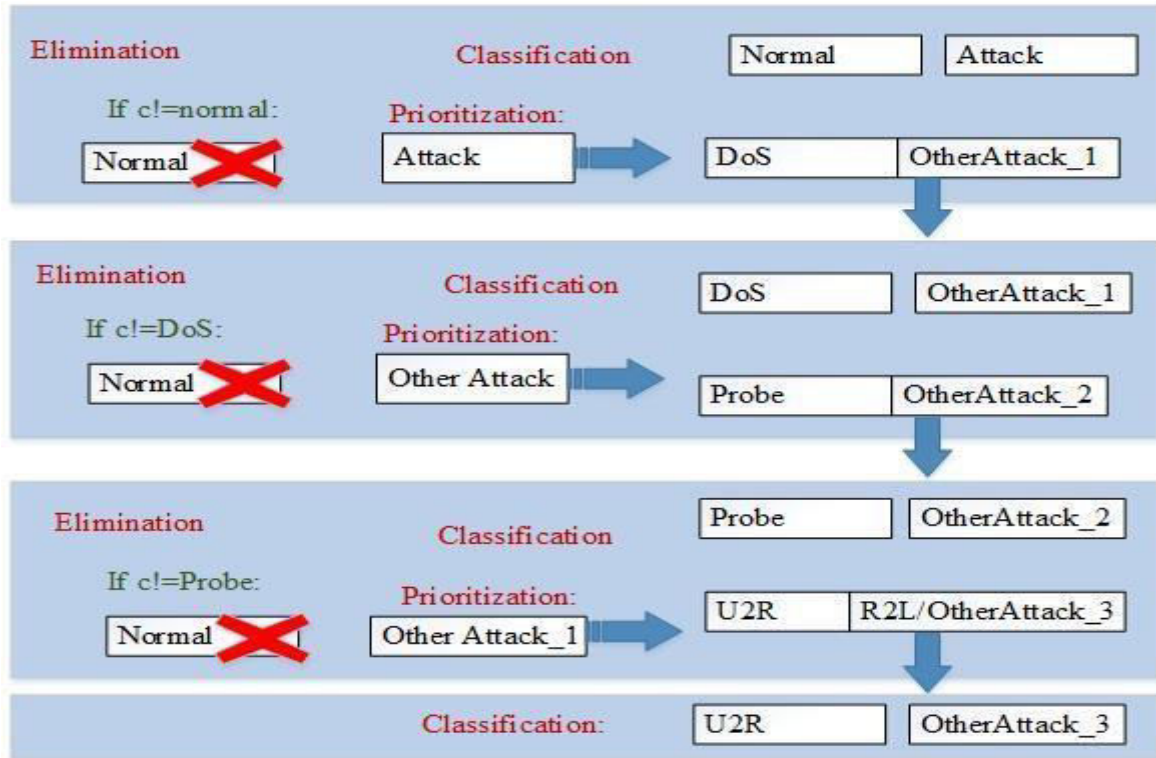 Elimination
Classification
Normal
Attack
If c!=normal:
Prioritization:
Normal
Attack
DoS
OtherAttack_1
Elimination
Classification
DoS
OtherAttack_1
If c!=DoS:
Prioritization:
Normal
Other Attack
Probe
OtherAttack_2
Elimination
Classification
Probe
OtherAttack_2
If c!=Probe:
Prioritization:
Normal
Other Attack_1
U2R
R2L/OtherAttack_3
Classification:
U2R
OtherAttack_3